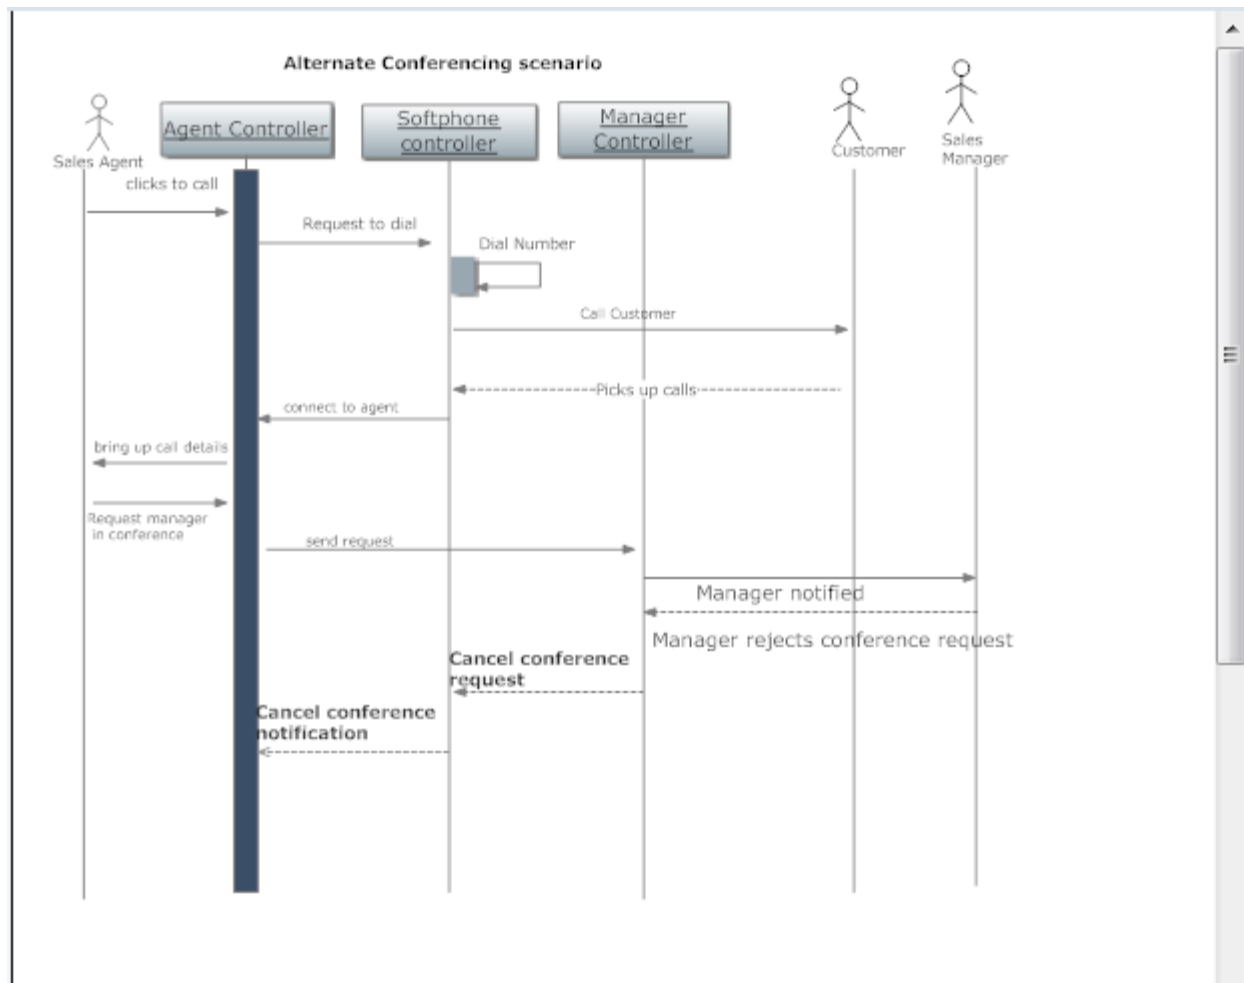 Alternate Conferencing scenario
Sales Agent
Agent Controller
Softphone
controller
Manager
Controller
Customer
Sales
Manager
clicks to call
Request to dial
Dial Number
Call Customer
Picks up calls
connect to agent
bring up call details
Request manager
in conference
send request
Manager notified
Manager rejects conference request
Cancel conference
request
Cancel conference
notification